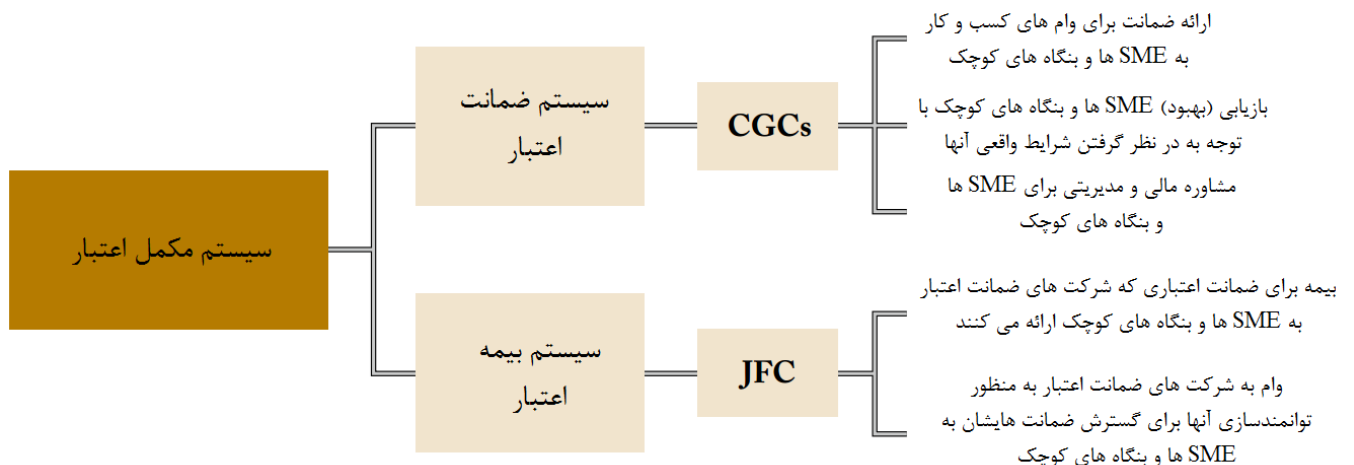 سیستم مکمل اعتبار
سیستم ضمانت
اعتبار
CGCs
ارائه ضمانت برای وام های کسب و کار
به SME ها و بنگاه های کوچک
بازیابی (بهبود) SME ها و بنگاه های کوچک با
توجه به در نظر گرفتن شرایط واقعی آنها
مشاوره مالی و مدیریتی برای SME ها
و بنگاه های کوچک
سیستم بیمه
اعتبار
JFC
بیمه برای ضمانت اعتباری که شرکت های ضمانت اعتبار
به SME ها و بنگاه های کوچک ارائه می کنند
وام به شرکت های ضمانت اعتبار به منظور
توانمندسازی آنها برای گسترش ضمانت هایشان به
SME ها و بنگاه های کوچک